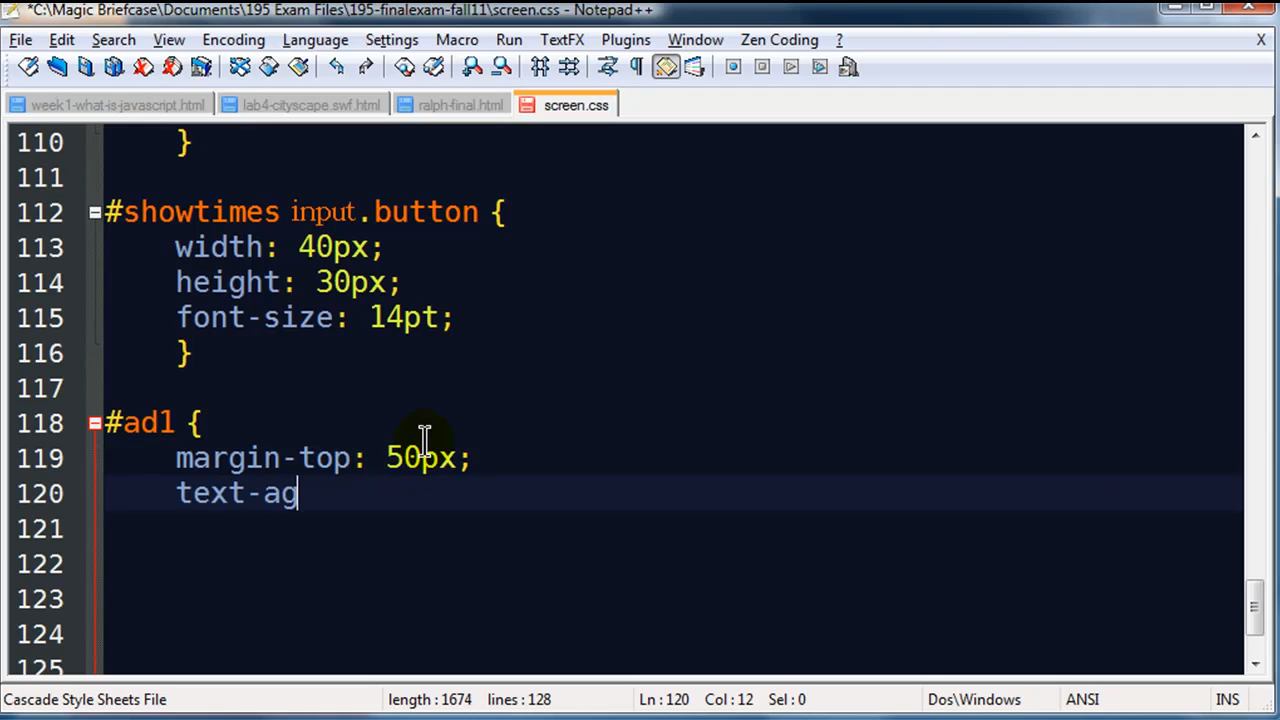 *C:\Magic Briefcase\Documents\195 Exam Files\195-finalexam-fall11\screen.css - Notepad++
File Edit Search View Encoding Language Settings Macro Run TextFX Plugins Window Zen Coding ? X
week1-what-is-javascript.html lab4-cityscape.swf.html ralph-final.html screen.css
110 }
111
112 #showtimes input.button {
113 width: 40px;
114 height: 30px;
115 font-size: 14pt;
116 }
117
118 #ad1 {
119 margin-top: 50px;
120 text-ag
121
122
123
124
125
Cascade Style Sheets File length : 1674 lines : 128 Ln : 120 Col : 12 Sel : 0 Dos\Windows ANSI INS